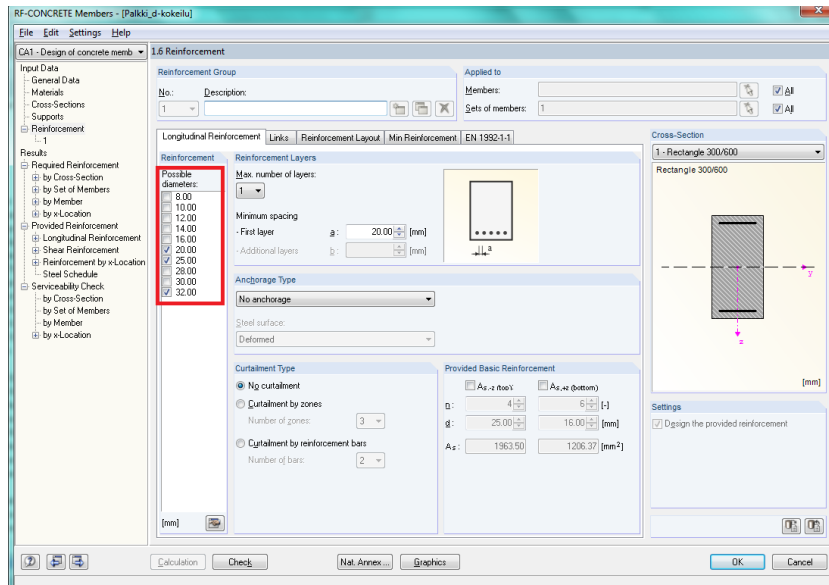 RF-CONCRETE Members - [Palkki_d-kokeilu]
File Edit Settings Help
CA1 - Design of concrete memb
1.6 Reinforcement
Input Data
General Data
Materials
Cross-Sections
Supports
Reinforcement
1
Results
Required Reinforcement
by Cross-Section
by Set of Members
by Member
by x-Location
Provided Reinforcement
Longitudinal Reinforcement
Shear Reinforcement
Reinforcement by x-Location
Steel Schedule
Serviceability Check
by Cross-Section
by Set of Members
by Member
by x-Location
Reinforcement Group
No.: Description:
1
Applied to
Members: All
Sets of members: 1 All
Longitudinal Reinforcement Links Reinforcement Layout Min Reinforcement EN 1992-1-1
Reinforcement
Possible
diameters:
8.00
10.00
12.00
14.00
16.00
20.00
25.00
28.00
30.00
32.00
[mm]
Reinforcement Layers
Max. number of layers:
1
Minimum spacing
- First layer a: 20.00 [mm]
- Additional layers b: [mm]
a
Anchorage Type
No anchorage
Steel surface:
Deformed
Curtailment Type
No curtailment
Curtailment by zones
Number of zones: 3
Curtailment by reinforcement bars
Number of bars: 2
Provided Basic Reinforcement
As,-z (top) As,+z (bottom)
n: 4 6 [-]
d: 25.00 16.00 [mm]
As: 1963.50 1206.37 [mm2]
Cross-Section
1 - Rectangle 300/600
Rectangle 300/600
y
z
[mm]
Settings
Design the provided reinforcement
Calculation Check Nat. Annex ... Graphics OK Cancel